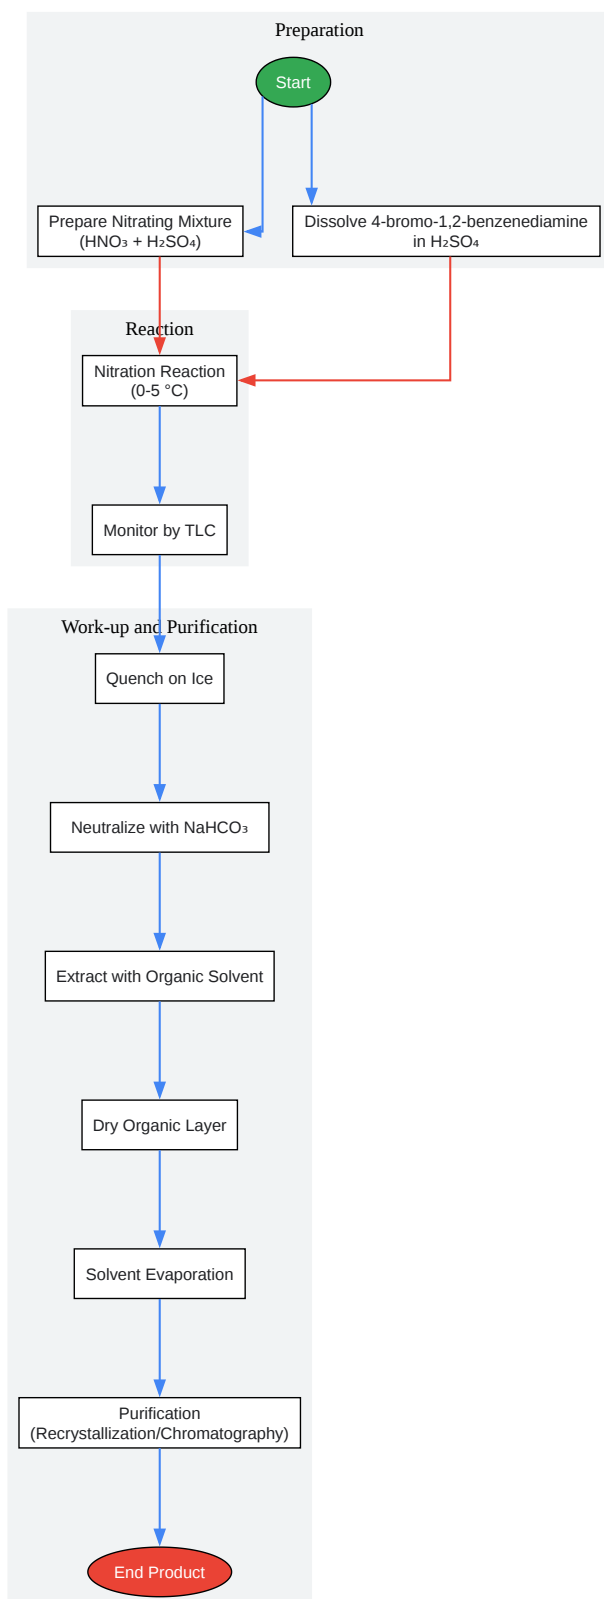 Preparation
Start
Prepare Nitrating Mixture
(HNO₃ + H₂SO₄)
Dissolve 4-bromo-1,2-benzenediamine
in H₂SO₄
Reaction
Nitration Reaction
(0-5 °C)
Monitor by TLC
Work-up and Purification
Quench on Ice
Neutralize with NaHCO₃
Extract with Organic Solvent
Dry Organic Layer
Solvent Evaporation
Purification
(Recrystallization/Chromatography)
End Product